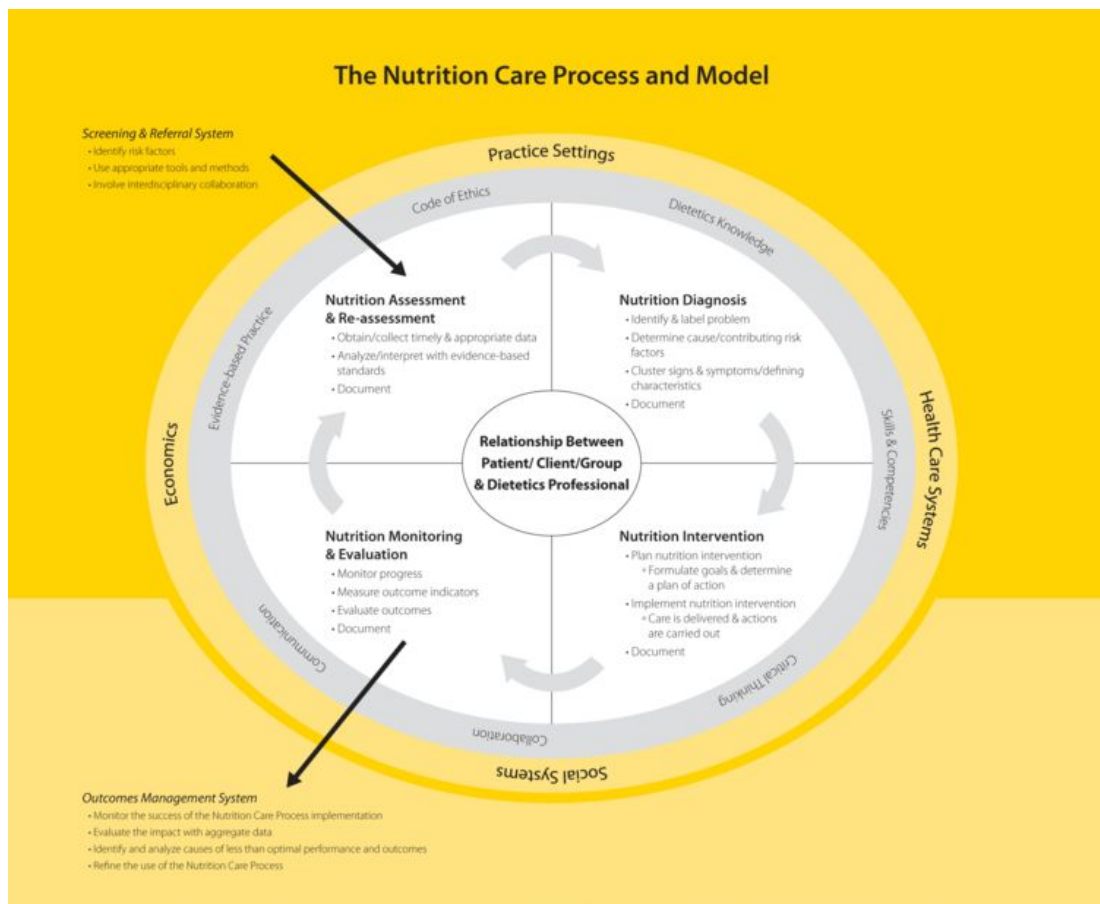 The Nutrition Care Process and Model
Screening & Referral System
• Identify risk factors
• Use appropriate tools and methods
• Involve interdisciplinary collaboration
Practice Settings
Code of Ethics
Dietetics Knowledge
Nutrition Assessment
& Re-assessment
• Obtain/collect timely & appropriate data
• Analyze/interpret with evidence-based
standards
• Document
Nutrition Diagnosis
• Identify & label problem
• Determine cause/contributing risk
factors
• Cluster signs & symptoms/defining
characteristics
• Document
Evidence-based Practice
Economics
Relationship Between
Patient/ Client/Group
& Dietetics Professional
Skills & Competencies
Health Care Systems
Nutrition Monitoring
& Evaluation
• Monitor progress
• Measure outcome indicators
• Evaluate outcomes
• Document
Nutrition Intervention
• Plan nutrition intervention
° Formulate goals & determine
a plan of action
• Implement nutrition intervention
° Care is delivered & actions
are carried out
• Document
Communication
Critical Thinking
Collaboration
Social Systems
Outcomes Management System
• Monitor the success of the Nutrition Care Process implementation
• Evaluate the impact with aggregate data
• Identify and analyze causes of less than optimal performance and outcomes
• Refine the use of the Nutrition Care Process